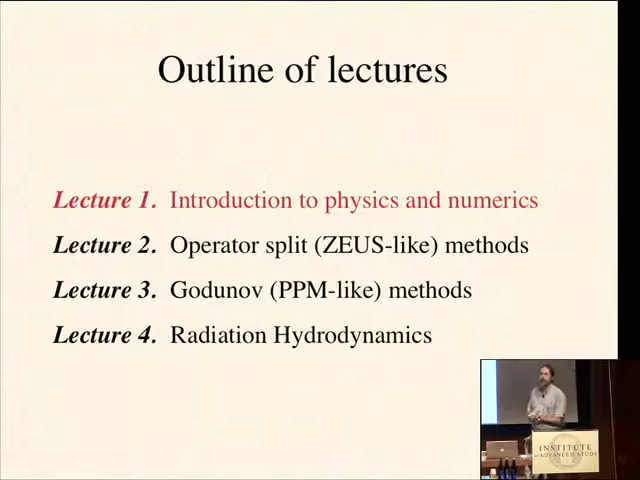 Outline of lectures
Lecture 1. Introduction to physics and numerics
Lecture 2. Operator split (ZEUS-like) methods
Lecture 3. Godunov (PPM-like) methods
Lecture 4. Radiation Hydrodynamics
INSTITUTE
for ADVANCED STUDY